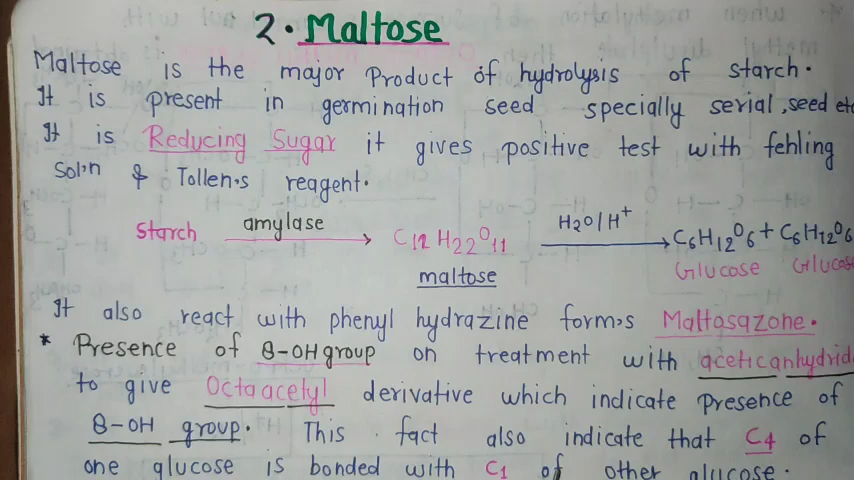 2. Maltose
Maltose is the major Product of hydrolysis of starch.
It is present in germination seed specially serial, seed etc
It is Reducing Sugar it gives positive test with fehling
Solⁿ & Tollen's reagent.
Starch amylase → C12H22O11 H2O/H+ → C6H12O6 + C6H12O6
maltose Glucose Glucose
It also react with phenyl hydrazine form's Maltosazone.
* Presence of 8-OH group on treatment with acetic anhydrid
to give Octaacetyl derivative which indicate presence of
8-OH group. This fact also indicate that C4 of
one glucose is bonded with C1 of other glucose.